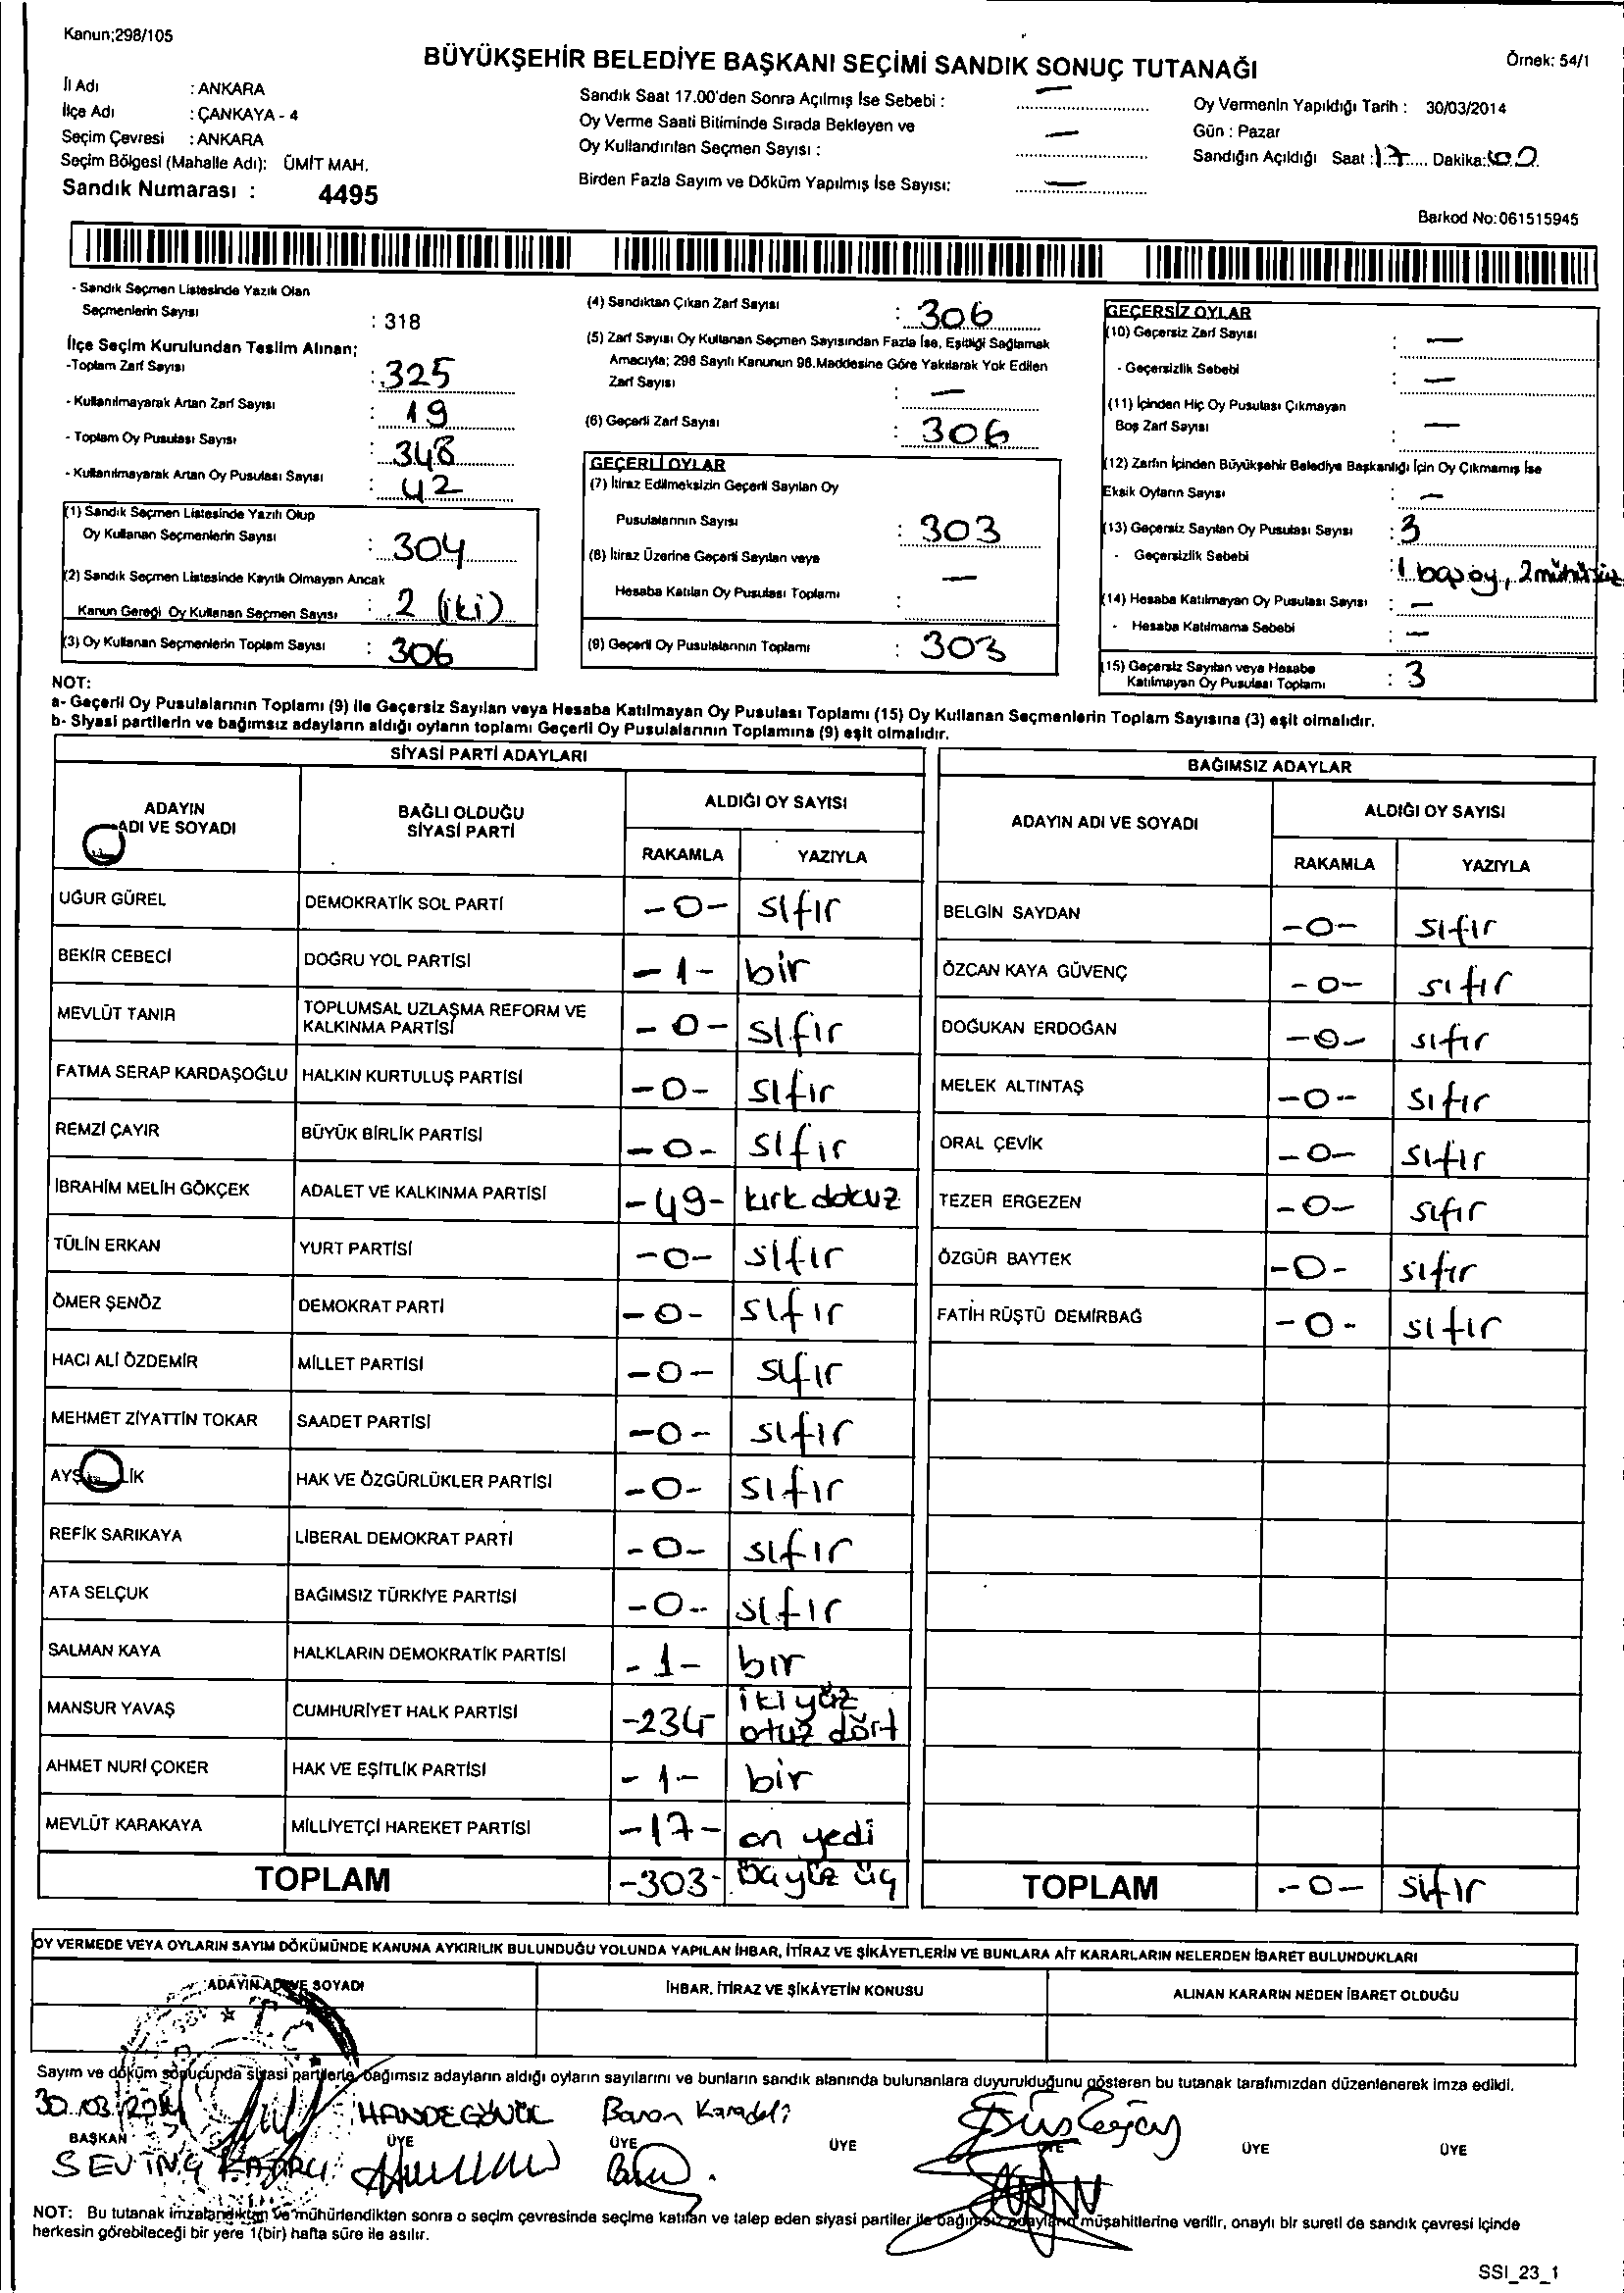 Kanun;298/105
BÜYÜKŞEHİR BELEDİYE BAŞKANI SEÇİMİ SANDIK SONUÇ TUTANAĞI
Örnek: 54/1
İl Adı : ANKARA
İlçe Adı : ÇANKAYA - 4
Seçim Çevresi : ANKARA
Seçim Bölgesi (Mahalle Adı): ÜMİT MAH.
Sandık Numarası : 4495
Sandık Saat 17.00'den Sonra Açılmış İse Sebebi : —
Oy Verme Saati Bitiminde Sırada Bekleyen ve
Oy Kullandırılan Seçmen Sayısı : —
Birden Fazla Sayım ve Döküm Yapılmış İse Sayısı: —
Oy Vermenin Yapıldığı Tarih : 30/03/2014
Gün : Pazar
Sandığın Açıldığı Saat : 17 Dakika: 00
Barkod No:061515945
- Sandık Seçmen Listesinde Yazılı Olan
Seçmenlerin Sayısı : 318
İlçe Seçim Kurulundan Teslim Alınan;
-Toplam Zarf Sayısı : 325
- Kullanılmayarak Artan Zarf Sayısı : 19
- Toplam Oy Pusulası Sayısı : 348
- Kullanılmayarak Artan Oy Pusulası Sayısı : 42
(1) Sandık Seçmen Listesinde Yazılı Olup
Oy Kullanan Seçmenlerin Sayısı : 304
(2) Sandık Seçmen Listesinde Kayıtlı Olmayan Ancak
Kanun Gereği Oy Kullanan Seçmen Sayısı : 2 (iki)
(3) Oy Kullanan Seçmenlerin Toplam Sayısı : 306
(4) Sandıktan Çıkan Zarf Sayısı : 306
(5) Zarf Sayısı Oy Kullanan Seçmen Sayısından Fazla İse, Eşitliği Sağlamak
Amacıyla; 298 Sayılı Kanunun 98.Maddesine Göre Yakılarak Yok Edilen
Zarf Sayısı : —
(6) Geçerli Zarf Sayısı : 306
GEÇERLİ OYLAR
(7) İtiraz Edilmeksizin Geçerli Sayılan Oy
Pusulalarının Sayısı : 303
(8) İtiraz Üzerine Geçerli Sayılan veya
Hesaba Katılan Oy Pusulası Toplamı : —
(9) Geçerli Oy Pusulalarının Toplamı : 303
GEÇERSİZ OYLAR
(10) Geçersiz Zarf Sayısı : —
- Geçersizlik Sebebi : —
(11) İçinden Hiç Oy Pusulası Çıkmayan
Boş Zarf Sayısı : —
(12) Zarfın İçinden Büyükşehir Belediye Başkanlığı İçin Oy Çıkmamış İse
Eksik Oyların Sayısı : —
(13) Geçersiz Sayılan Oy Pusulası Sayısı : 3
- Geçersizlik Sebebi : 1 boş oy, 2 mühürsüz
(14) Hesaba Katılmayan Oy Pusulası Sayısı : —
- Hesaba Katılmama Sebebi : —
(15) Geçersiz Sayılan veya Hesaba
Katılmayan Oy Pusulası Toplamı : 3
NOT:
a- Geçerli Oy Pusulalarının Toplamı (9) ile Geçersiz Sayılan veya Hesaba Katılmayan Oy Pusulası Toplamı (15) Oy Kullanan Seçmenlerin Toplam Sayısına (3) eşit olmalıdır.
b- Siyasi partilerin ve bağımsız adayların aldığı oyların toplamı Geçerli Oy Pusulalarının Toplamına (9) eşit olmalıdır.
SİYASİ PARTİ ADAYLARI
ADAYIN ADI VE SOYADI
BAĞLI OLDUĞU SİYASİ PARTİ
ALDIĞI OY SAYISI
RAKAMLA YAZIYLA
UĞUR GÜREL DEMOKRATİK SOL PARTİ -0- sıfır
BEKİR CEBECİ DOĞRU YOL PARTİSİ -1- bir
MEVLÜT TANIR TOPLUMSAL UZLAŞMA REFORM VE KALKINMA PARTİSİ -0- sıfır
FATMA SERAP KARDAŞOĞLU HALKIN KURTULUŞ PARTİSİ -0- sıfır
REMZİ ÇAYIR BÜYÜK BİRLİK PARTİSİ -0- sıfır
İBRAHİM MELİH GÖKÇEK ADALET VE KALKINMA PARTİSİ -49- kırk dokuz
TÜLİN ERKAN YURT PARTİSİ -0- sıfır
ÖMER ŞENÖZ DEMOKRAT PARTİ -0- sıfır
HACI ALİ ÖZDEMİR MİLLET PARTİSİ -0- sıfır
MEHMET ZİYATTİN TOKAR SAADET PARTİSİ -0- sıfır
HAK VE ÖZGÜRLÜKLER PARTİSİ -0- sıfır
REFİK SARIKAYA LİBERAL DEMOKRAT PARTİ -0- sıfır
ATA SELÇUK BAĞIMSIZ TÜRKİYE PARTİSİ -0- sıfır
SALMAN KAYA HALKLARIN DEMOKRATİK PARTİSİ -1- bir
MANSUR YAVAŞ CUMHURİYET HALK PARTİSİ -234- iki yüz otuz dört
AHMET NURİ ÇOKER HAK VE EŞİTLİK PARTİSİ -1- bir
MEVLÜT KARAKAYA MİLLİYETÇİ HAREKET PARTİSİ -17- on yedi
TOPLAM -303- üç
BAĞIMSIZ ADAYLAR
ADAYIN ADI VE SOYADI
ALDIĞI OY SAYISI
RAKAMLA YAZIYLA
BELGİN SAYDAN -0- sıfır
ÖZCAN KAYA GÜVENÇ -0- sıfır
DOĞUKAN ERDOĞAN -0- sıfır
MELEK ALTINTAŞ -0- sıfır
ORAL ÇEVİK -0- sıfır
TEZER ERGEZEN -0- sıfır
ÖZGÜR BAYTEK -0- sıfır
FATİH RÜŞTÜ DEMİRBAĞ -0- sıfır
TOPLAM -0- sıfır
OY VERMEDE VEYA OYLARIN SAYIM DÖKÜMÜNDE KANUNA AYKIRILIK BULUNDUĞU YOLUNDA YAPILAN İHBAR, İTİRAZ VE ŞİKÂYETLERİN VE BUNLARA AİT KARARLARIN NELERDEN İBARET BULUNDUKLARI
ADAYIN ADI VE SOYADI
İHBAR, İTİRAZ VE ŞİKÂYETİN KONUSU
ALINAN KARARIN NEDEN İBARET OLDUĞU
Sayım ve döküm sonucunda siyasi partilerle bağımsız adayların aldığı oyların sayılarını ve bunların sandık alanında bulunanlara duyurulduğunu gösteren bu tutanak tarafımızdan düzenlenerek imza edildi.
30.03.2014 HANDE GÖNÜL Baran
BAŞKAN ÜYE ÜYE ÜYE ÜYE ÜYE ÜYE
SEVİNÇ
NOT: Bu tutanak imzalandıktan ve mühürlendikten sonra o seçim çevresinde seçime katılan ve talep eden siyasi partiler ile bağımsız adayların müşahitlerine verilir, onaylı bir sureti de sandık çevresi içinde
herkesin görebileceği bir yere 1(bir) hafta süre ile asılır.
SSI_23_1